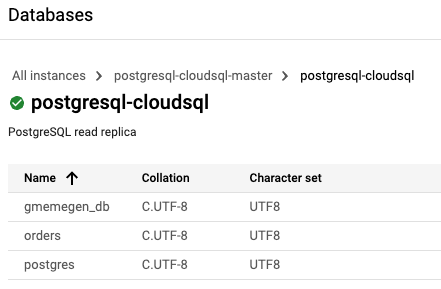 Databases
All instances > postgresql-cloudsql-master > postgresql-cloudsql
postgresql-cloudsql
PostgreSQL read replica
Name ↑ Collation Character set
gmemegen_db C.UTF-8 UTF8
orders C.UTF-8 UTF8
postgres C.UTF-8 UTF8